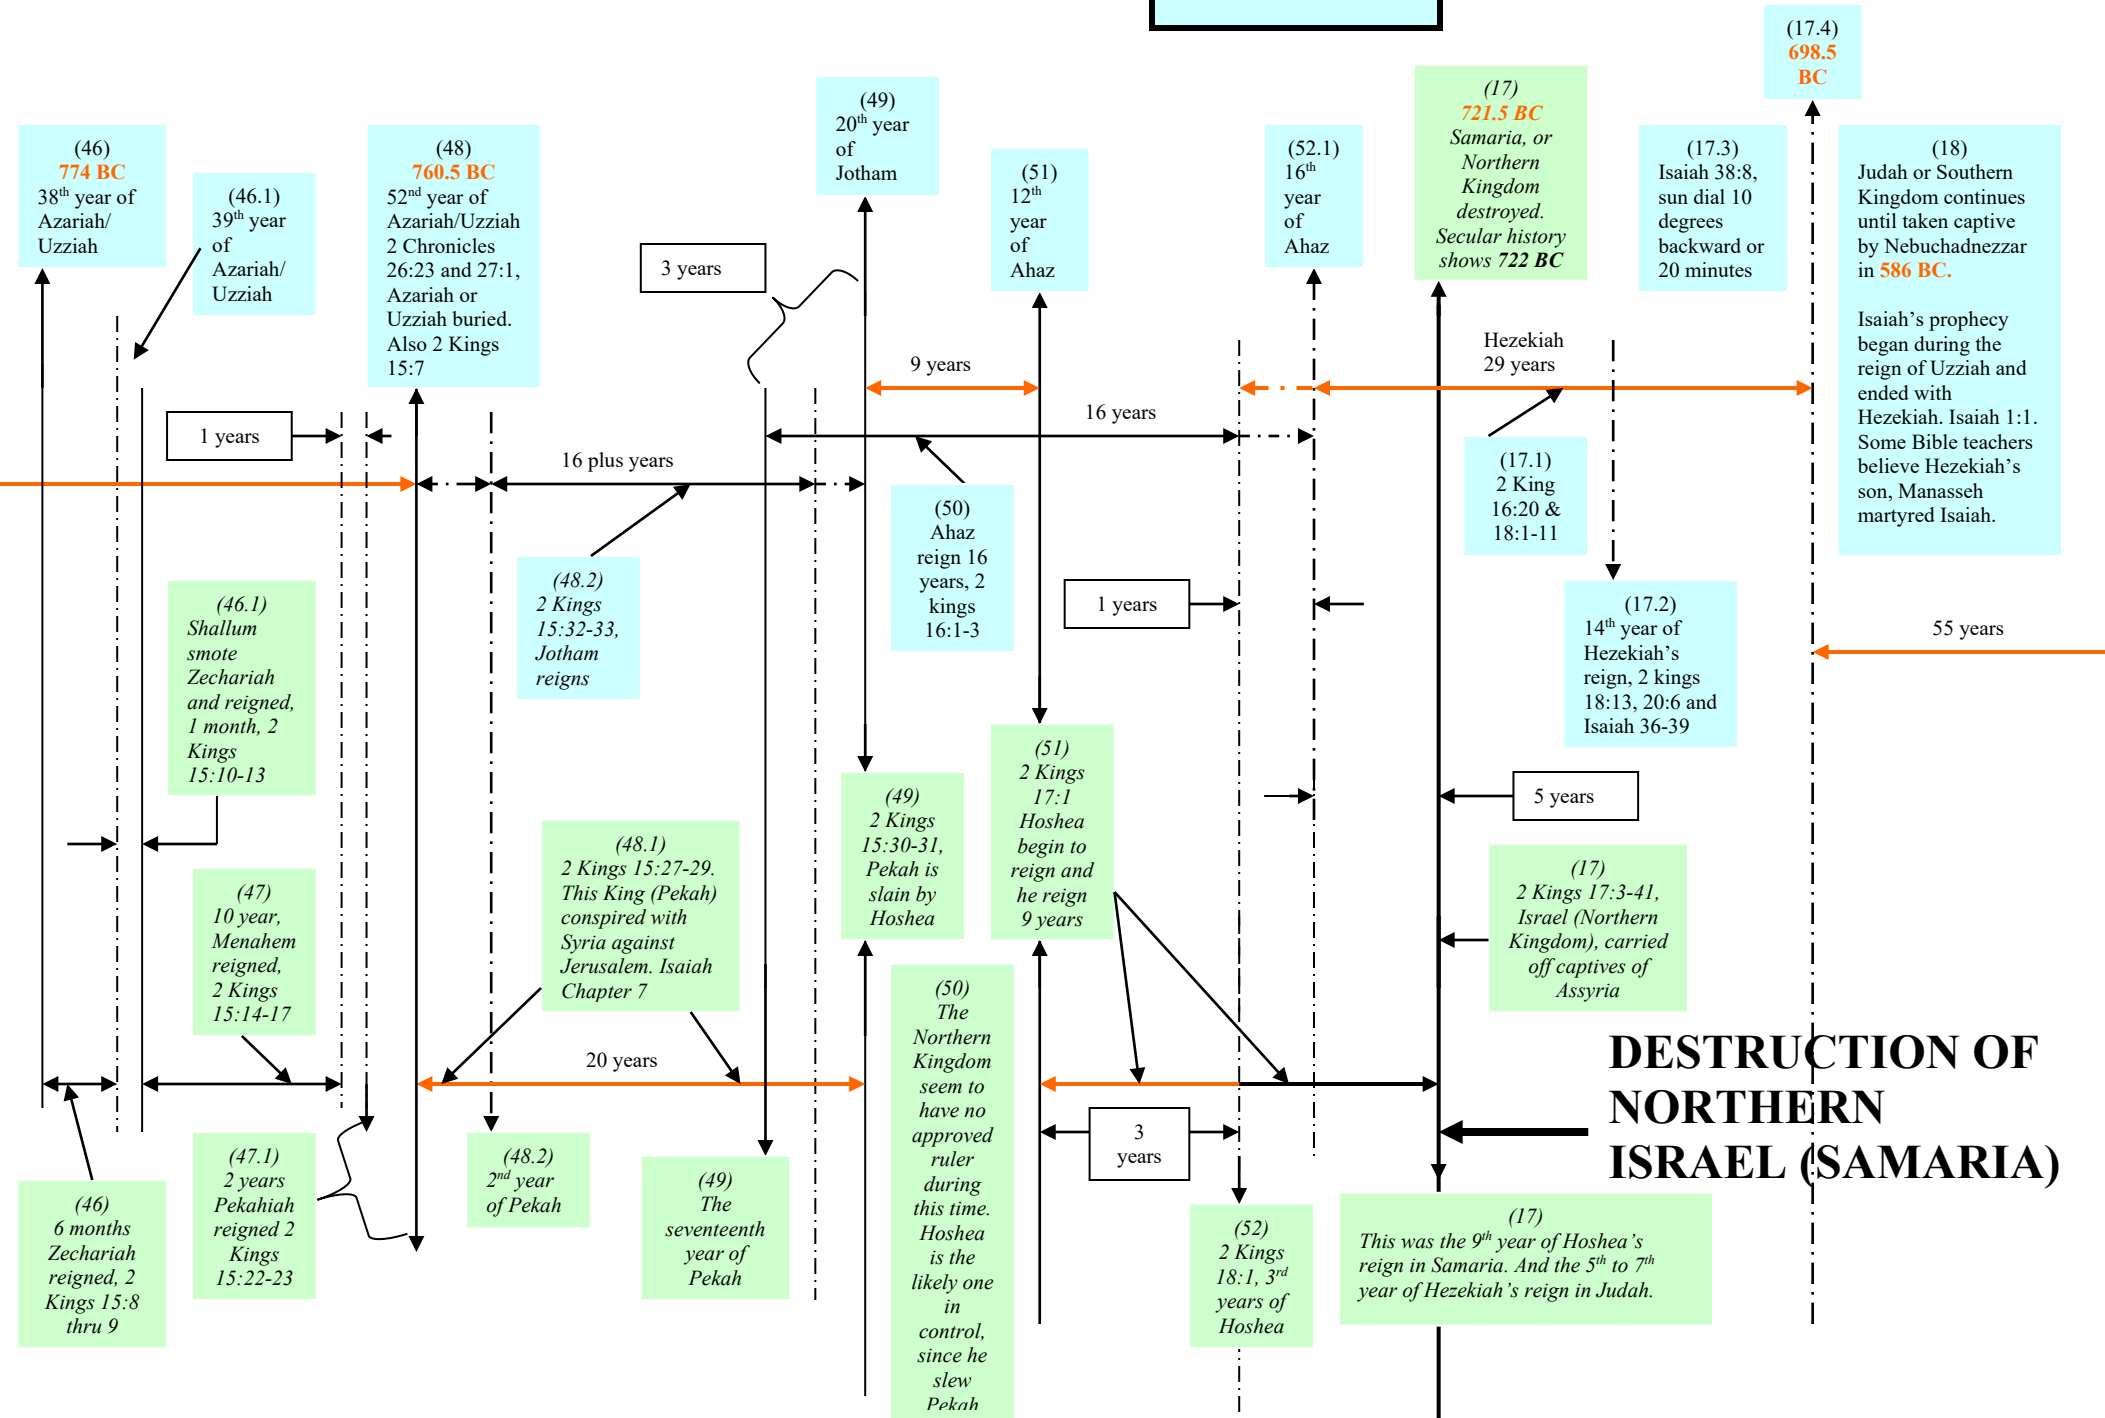 (17.4)
698.5
BC
(46)
774 BC
38th year of
Azariah/
Uzziah
(46.1)
39th year
of
Azariah/
Uzziah
(48)
760.5 BC
52nd year of
Azariah/Uzziah
2 Chronicles
26:23 and 27:1,
Azariah or
Uzziah buried.
Also 2 Kings
15:7
3 years
(49)
20th year
of
Jotham
(51)
12th
year
of
Ahaz
(52.1)
16th
year
of
Ahaz
(17)
721.5 BC
Samaria, or
Northern
Kingdom
destroyed.
Secular history
shows 722 BC
(17.3)
Isaiah 38:8,
sun dial 10
degrees
backward or
20 minutes
(18)
Judah or Southern
Kingdom continues
until taken captive
by Nebuchadnezzar
in 586 BC.
Isaiah’s prophecy
began during the
reign of Uzziah and
ended with
Hezekiah. Isaiah 1:1.
Some Bible teachers
believe Hezekiah’s
son, Manasseh
martyred Isaiah.
9 years
Hezekiah
29 years
1 years
16 plus years
16 years
(17.1)
2 King
16:20 &
18:1-11
(50)
Ahaz
reign 16
years, 2
kings
16:1-3
(48.2)
2 Kings
15:32-33,
Jotham
reigns
1 years
(17.2)
14th year of
Hezekiah’s
reign, 2 kings
18:13, 20:6 and
Isaiah 36-39
55 years
(46.1)
Shallum
smote
Zechariah
and reigned,
1 month, 2
Kings
15:10-13
(47)
10 year,
Menahem
reigned,
2 Kings
15:14-17
(48.1)
2 Kings 15:27-29.
This King (Pekah)
conspired with
Syria against
Jerusalem. Isaiah
Chapter 7
(49)
2 Kings
15:30-31,
Pekah is
slain by
Hoshea
(51)
2 Kings
17:1
Hoshea
begin to
reign and
he reign
9 years
5 years
(17)
2 Kings 17:3-41,
Israel (Northern
Kingdom), carried
off captives of
Assyria
20 years
(50)
The
Northern
Kingdom
seem to
have no
approved
ruler
during
this time.
Hoshea
is the
likely one
in
control,
since he
slew
Pekah
3
years
DESTRUCTION OF
NORTHERN
ISRAEL (SAMARIA)
(46)
6 months
Zechariah
reigned, 2
Kings 15:8
thru 9
(47.1)
2 years
Pekahiah
reigned 2
Kings
15:22-23
(48.2)
2nd year
of Pekah
(49)
The
seventeenth
year of
Pekah
(52)
2 Kings
18:1, 3rd
years of
Hoshea
(17)
This was the 9th year of Hoshea’s
reign in Samaria. And the 5th to 7th
year of Hezekiah’s reign in Judah.